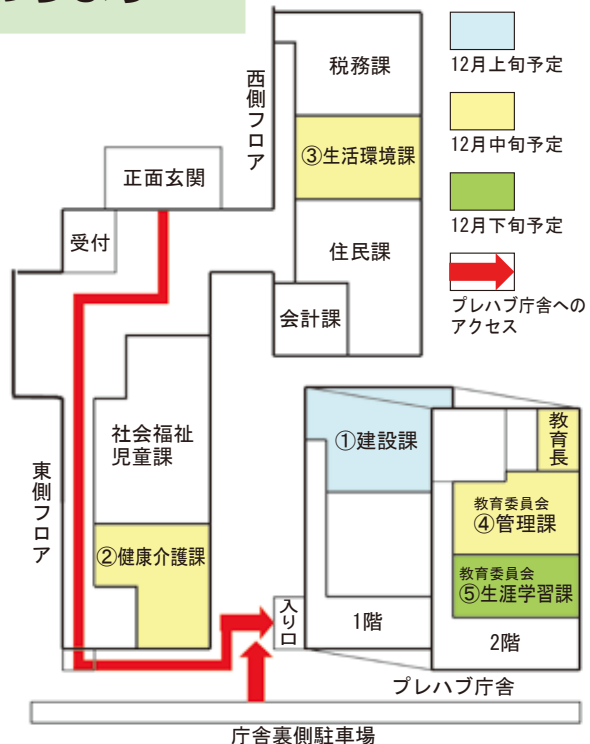 税務課
12月上旬予定
西側フロア
③生活環境課
12月中旬予定
正面玄関
受付
住民課
12月下旬予定
会計課
プレハブ庁舎への
アクセス
社会福祉
児童課
①建設課
教育長
東側フロア
教育委員会
④管理課
②健康介護課
教育委員会
⑤生涯学習課
入り口
1階
2階
プレハブ庁舎
庁舎裏側駐車場